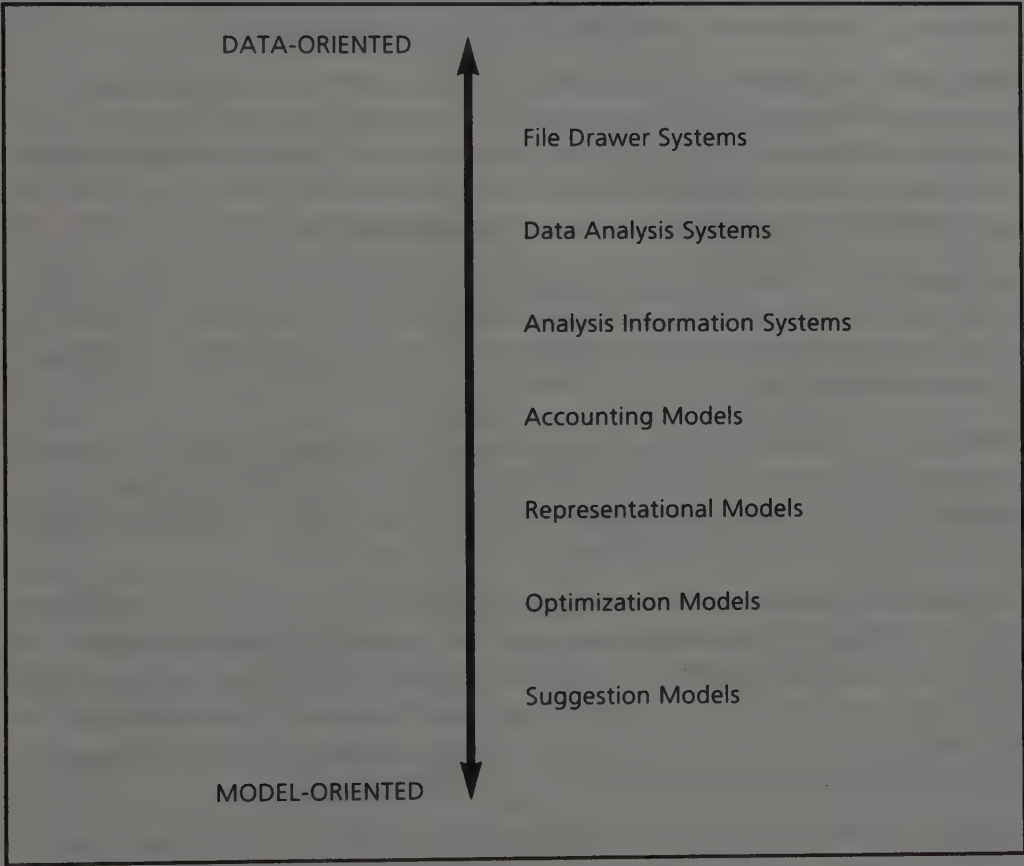 DATA-ORIENTED
File Drawer Systems
Data Analysis Systems
Analysis Information Systems
Accounting Models
Representational Models
Optimization Models
Suggestion Models
MODEL-ORIENTED